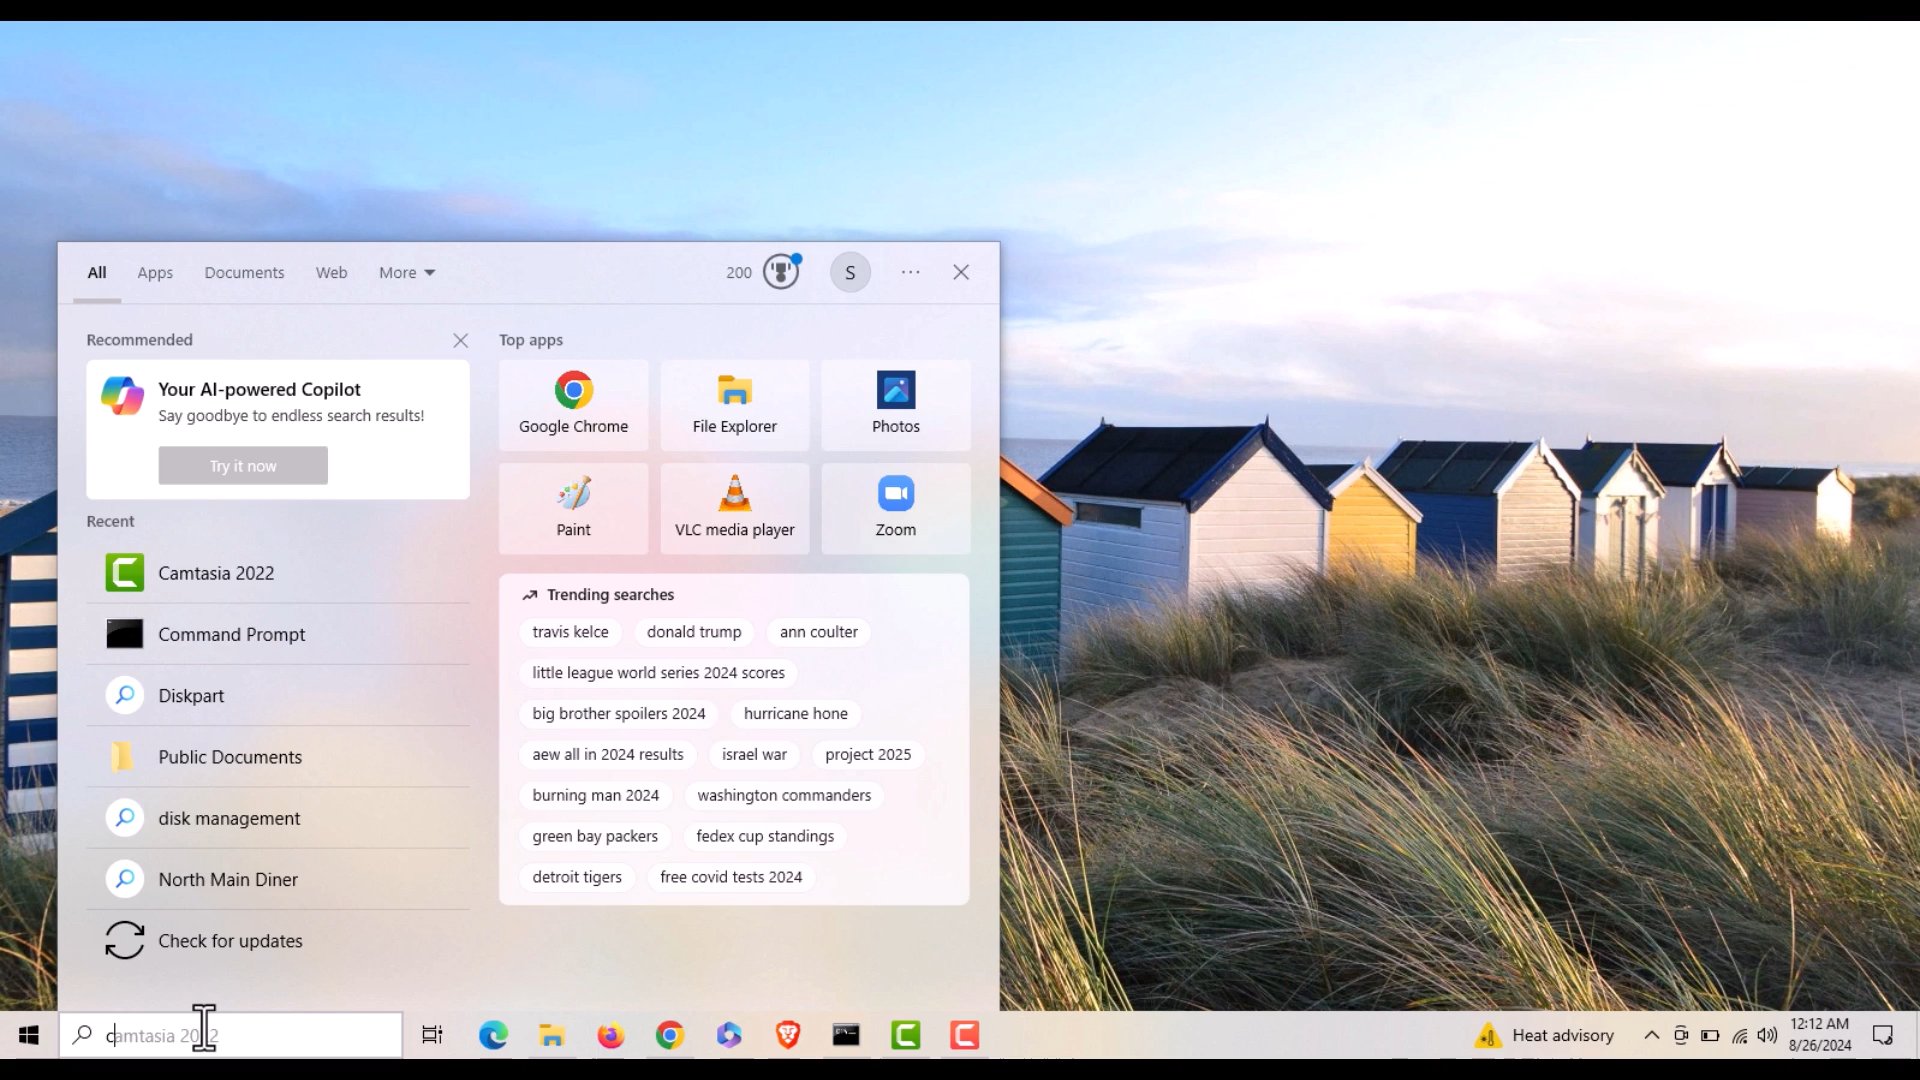 All Apps Documents Web More 200 S ...
Recommended
Your AI-powered Copilot
Say goodbye to endless search results!
Try it now
Recent
Camtasia 2022
Command Prompt
Diskpart
Public Documents
disk management
North Main Diner
Check for updates
Top apps
Google Chrome File Explorer Photos
Paint VLC media player Zoom
Trending searches
travis kelce donald trump ann coulter
little league world series 2024 scores
big brother spoilers 2024 hurricane hone
aew all in 2024 results israel war project 2025
burning man 2024 washington commanders
green bay packers fedex cup standings
detroit tigers free covid tests 2024
camtasia 2022
Heat advisory
12:12 AM
8/26/2024